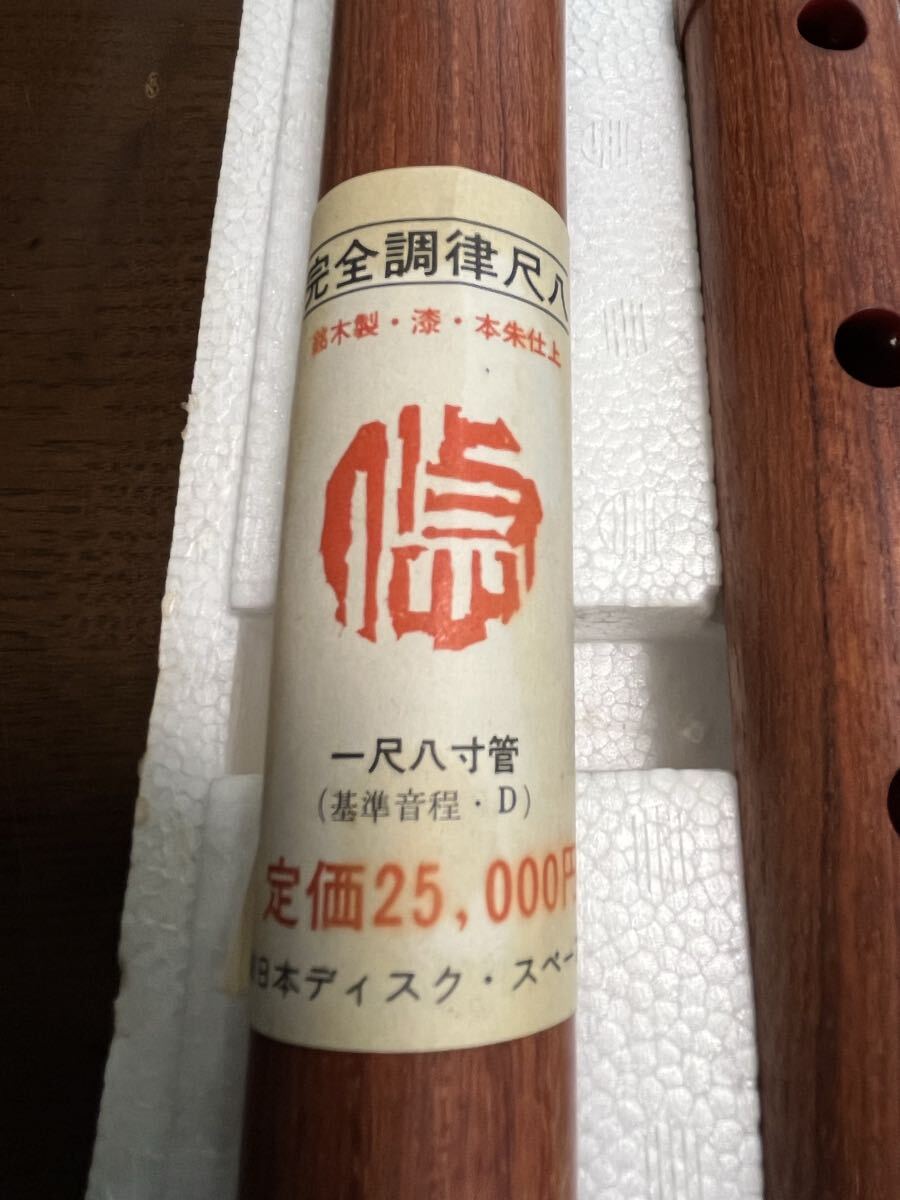 完全調律尺八
銘木製・漆・本朱仕上
悠
一尺八寸管
(基準音程・D)
定価25,000円
日本ディスク・スペー